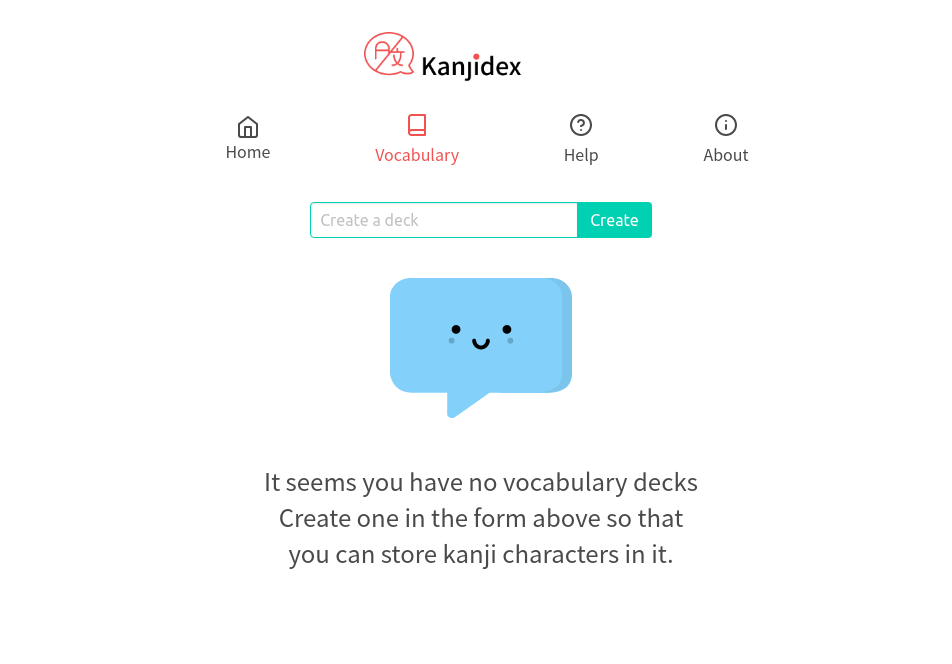 Kanjidex
Home Vocabulary Help About
Create a deck Create
It seems you have no vocabulary decks
Create one in the form above so that
you can store kanji characters in it.